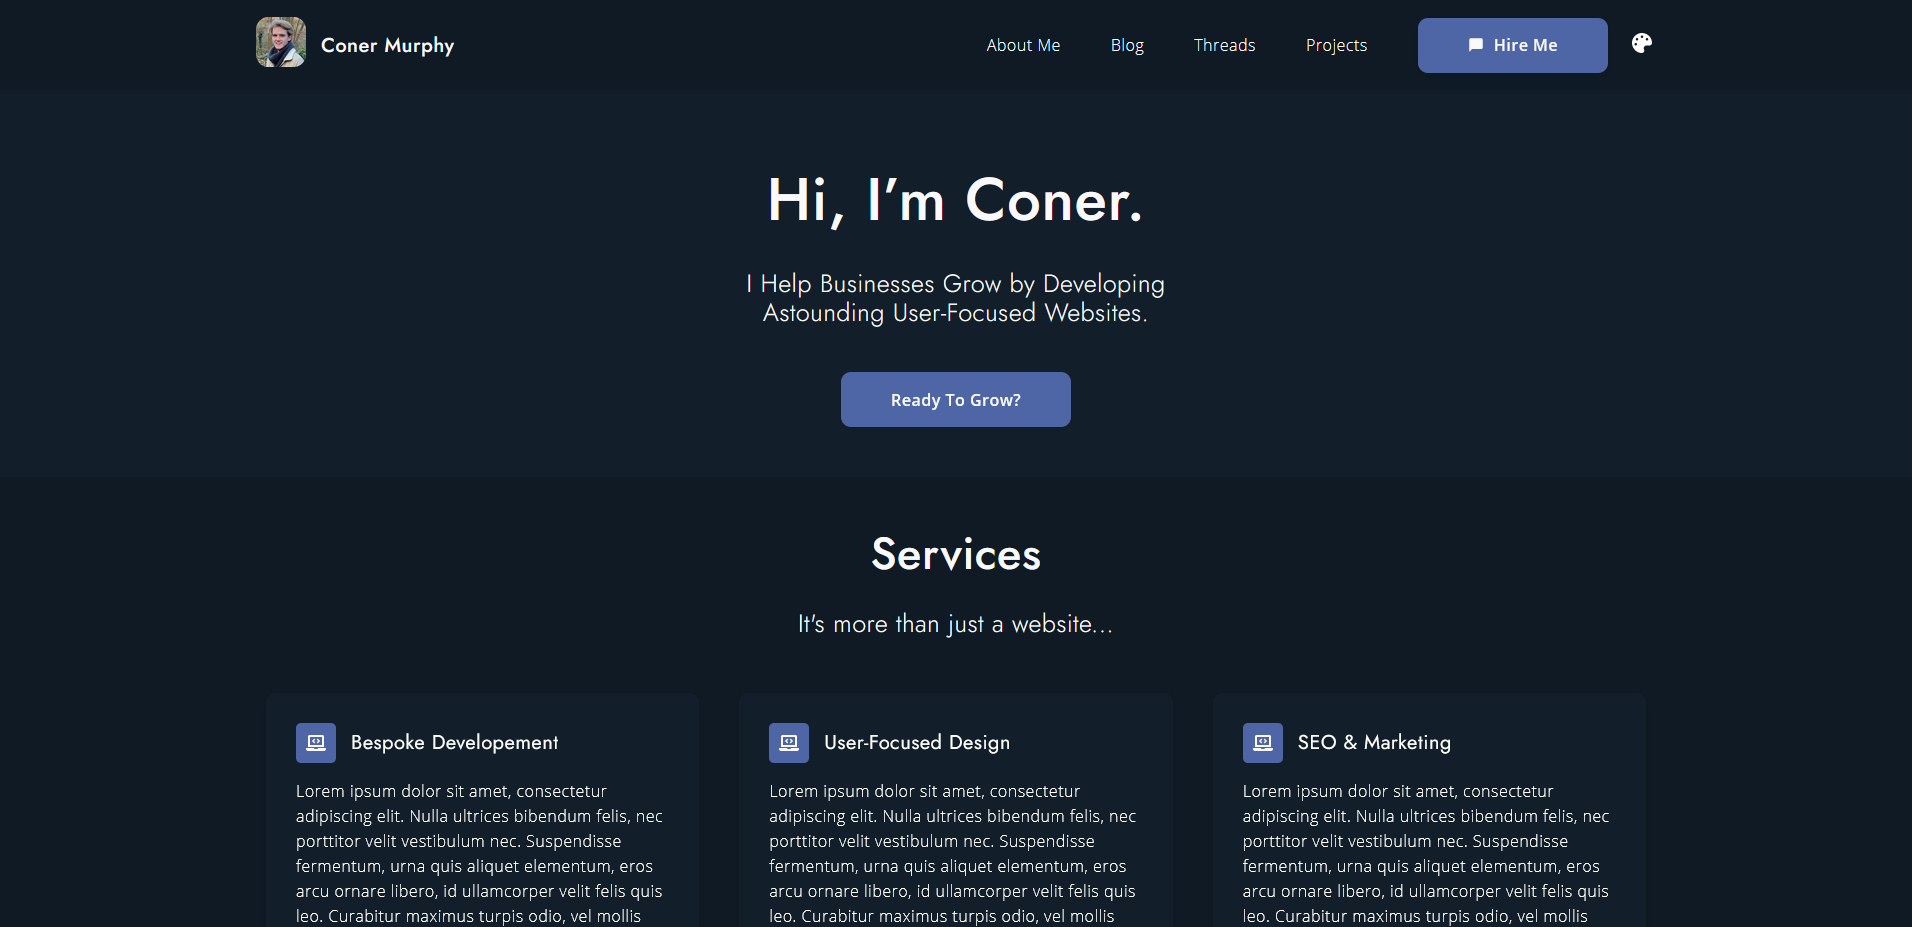 Coner Murphy
About Me
Blog
Threads
Projects
Hire Me
Hi, I’m Coner.
I Help Businesses Grow by Developing
Astounding User-Focused Websites.
Ready To Grow?
Services
It's more than just a website...
Bespoke Developement
Lorem ipsum dolor sit amet, consectetur
adipiscing elit. Nulla ultrices bibendum felis, nec
porttitor velit vestibulum nec. Suspendisse
fermentum, urna quis aliquet elementum, eros
arcu ornare libero, id ullamcorper velit felis quis
leo. Curabitur maximus turpis odio, vel mollis
User-Focused Design
Lorem ipsum dolor sit amet, consectetur
adipiscing elit. Nulla ultrices bibendum felis, nec
porttitor velit vestibulum nec. Suspendisse
fermentum, urna quis aliquet elementum, eros
arcu ornare libero, id ullamcorper velit felis quis
leo. Curabitur maximus turpis odio, vel mollis
SEO & Marketing
Lorem ipsum dolor sit amet, consectetur
adipiscing elit. Nulla ultrices bibendum felis, nec
porttitor velit vestibulum nec. Suspendisse
fermentum, urna quis aliquet elementum, eros
arcu ornare libero, id ullamcorper velit felis quis
leo. Curabitur maximus turpis odio, vel mollis